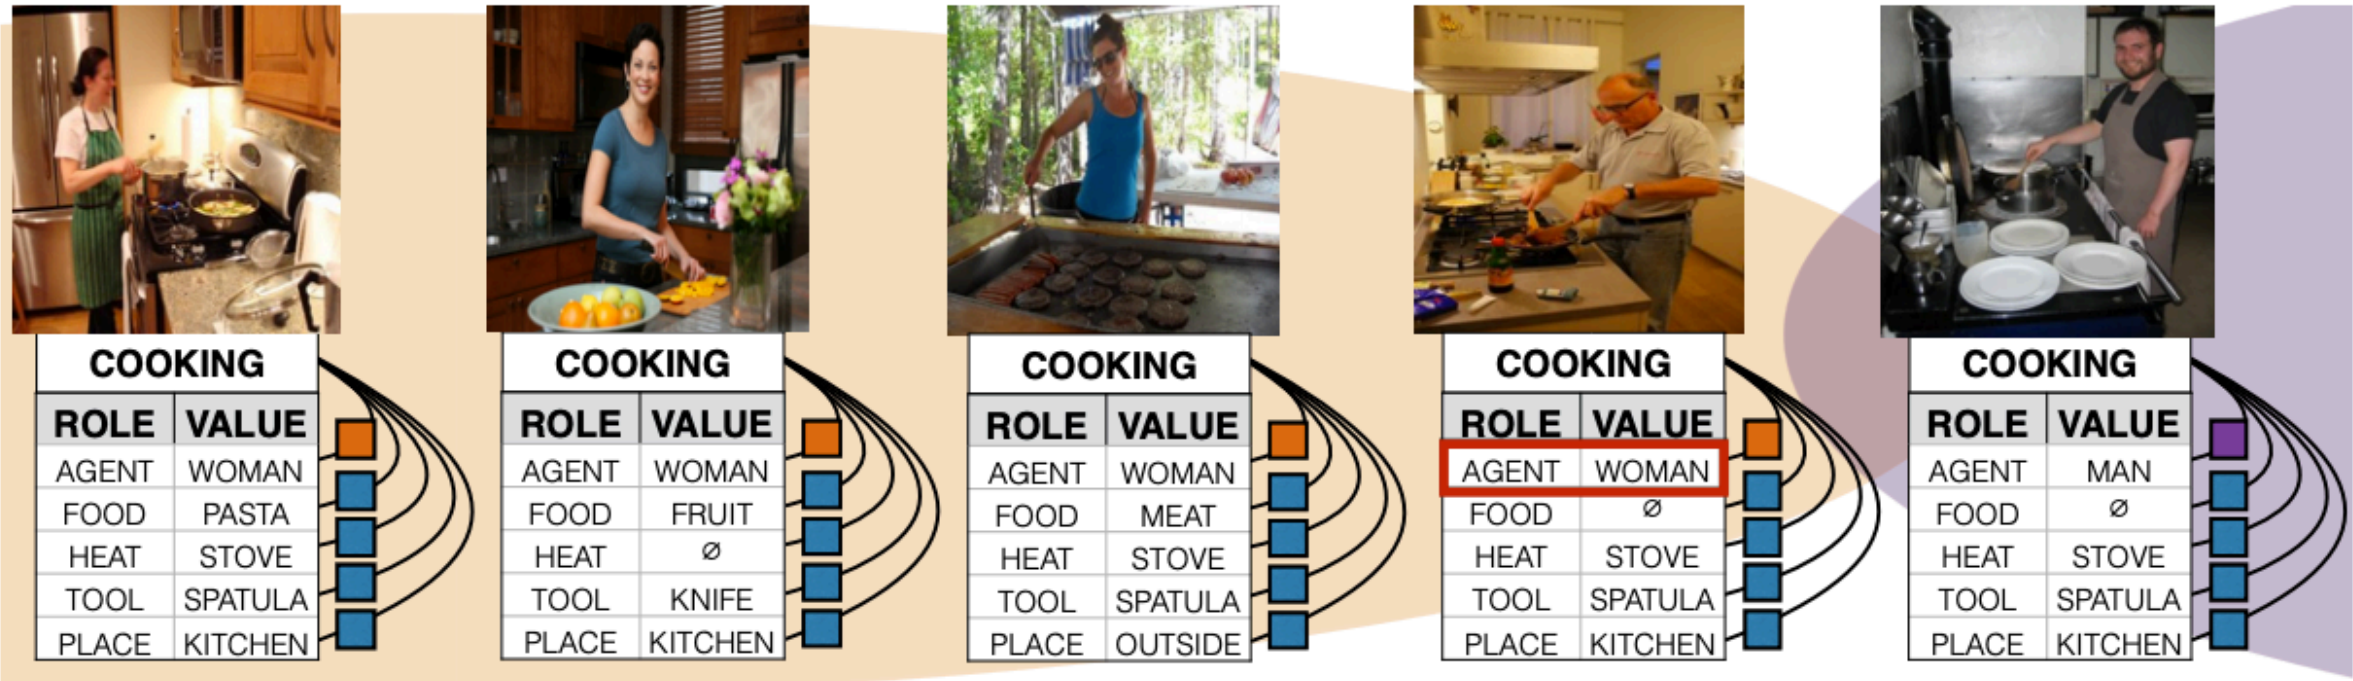 COOKING
ROLE VALUE
AGENT WOMAN
FOOD PASTA
HEAT STOVE
TOOL SPATULA
PLACE KITCHEN
COOKING
ROLE VALUE
AGENT WOMAN
FOOD FRUIT
HEAT ∅
TOOL KNIFE
PLACE KITCHEN
COOKING
ROLE VALUE
AGENT WOMAN
FOOD MEAT
HEAT STOVE
TOOL SPATULA
PLACE OUTSIDE
COOKING
ROLE VALUE
AGENT WOMAN
FOOD ∅
HEAT STOVE
TOOL SPATULA
PLACE KITCHEN
COOKING
ROLE VALUE
AGENT MAN
FOOD ∅
HEAT STOVE
TOOL SPATULA
PLACE KITCHEN